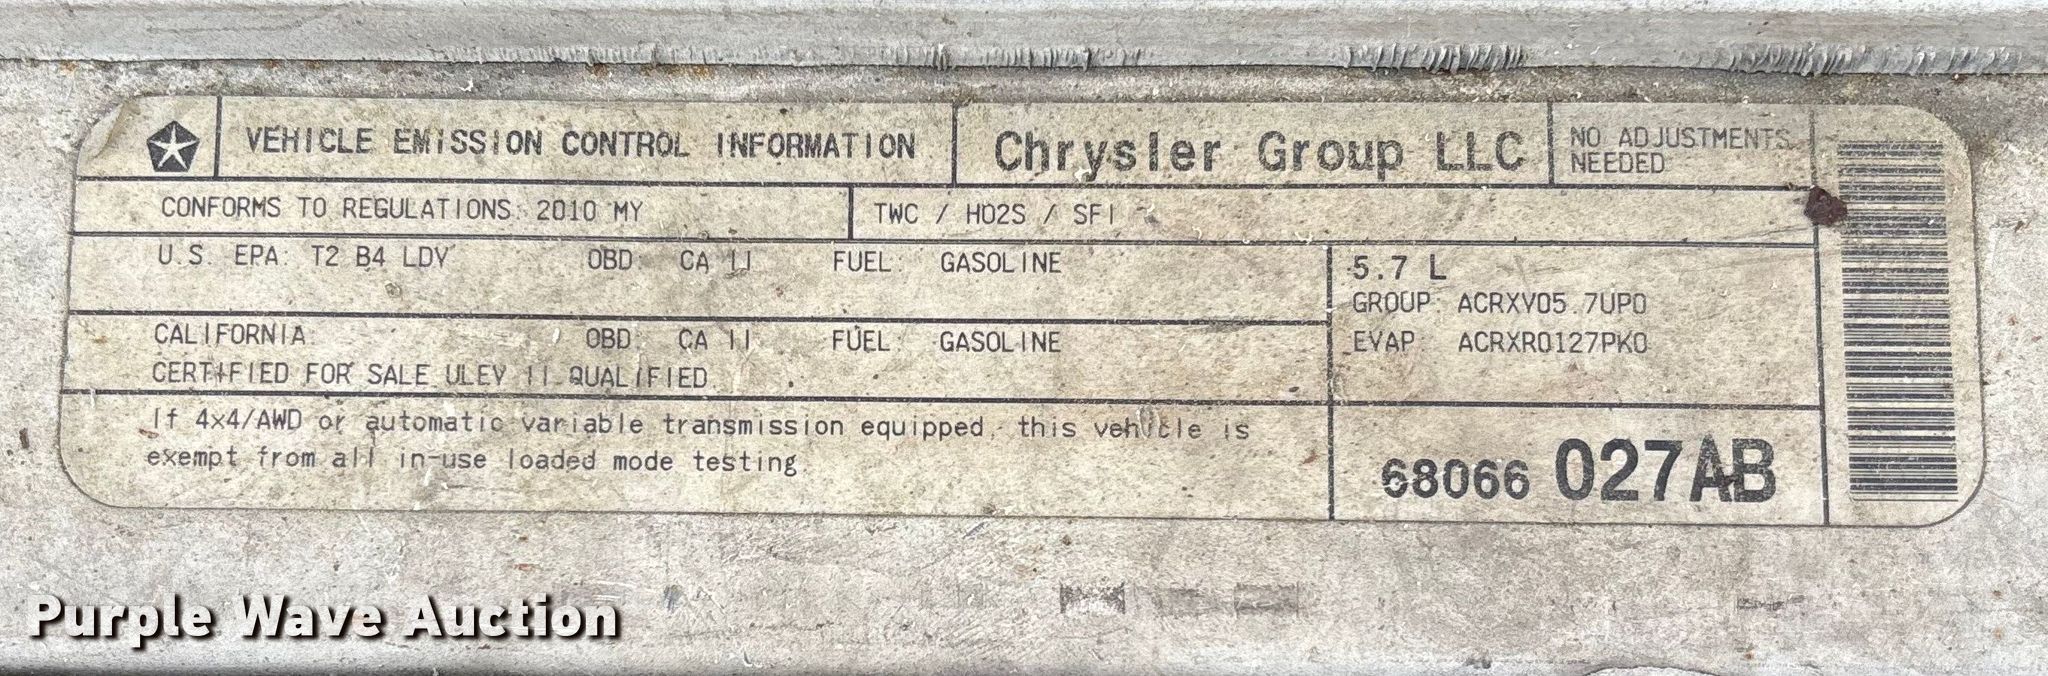 VEHICLE EMISSION CONTROL INFORMATION
Chrysler Group LLC
NO ADJUSTMENTS
NEEDED
CONFORMS TO REGULATIONS: 2010 MY
TWC / HO2S / SFI
U.S. EPA: T2 B4 LDV OBD: CA II FUEL: GASOLINE
CALIFORNIA: OBD: CA II FUEL: GASOLINE
CERTIFIED FOR SALE ULEV II QUALIFIED.
5.7 L
GROUP: ACRXV05.7UP0
EVAP: ACRXR0127PK0
If 4x4/AWD or automatic variable transmission equipped, this vehicle is
exempt from all in-use loaded mode testing.
68066 027AB
Purple Wave Auction